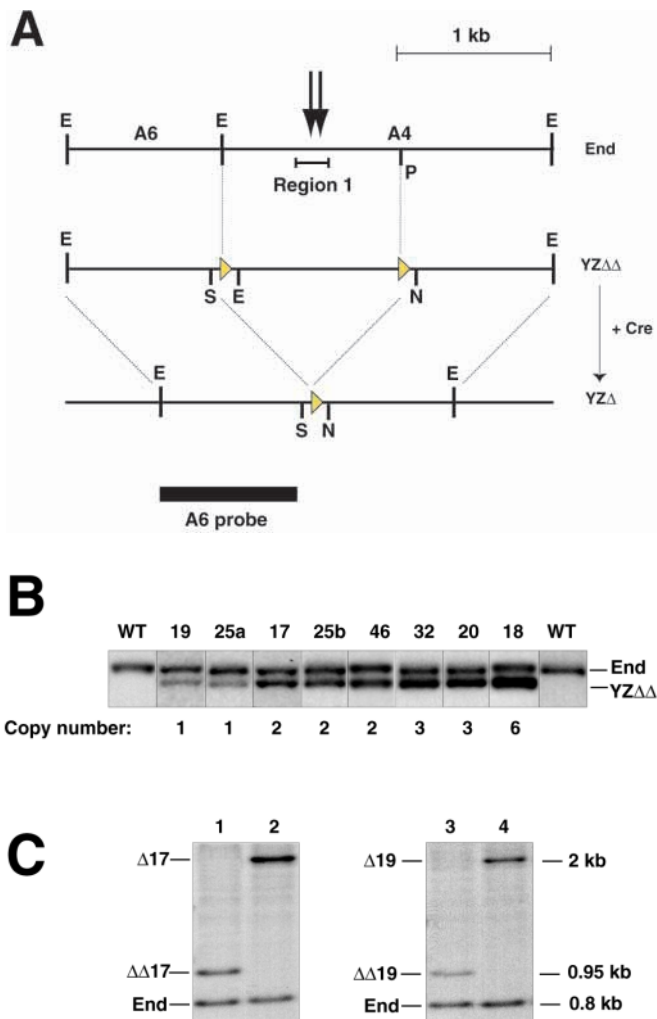 A
1 kb
E A6 E A4 E
P
Region 1
End
E E
S E N
YZΔΔ
+ Cre
E E
S N
YZΔ
A6 probe
B
WT 19 25a 17 25b 46 32 20 18 WT
End
YZΔΔ
Copy number: 1 1 2 2 2 3 3 6
C
1 2 3 4
Δ17 Δ19 2 kb
ΔΔ17 ΔΔ19 0.95 kb
End End 0.8 kb